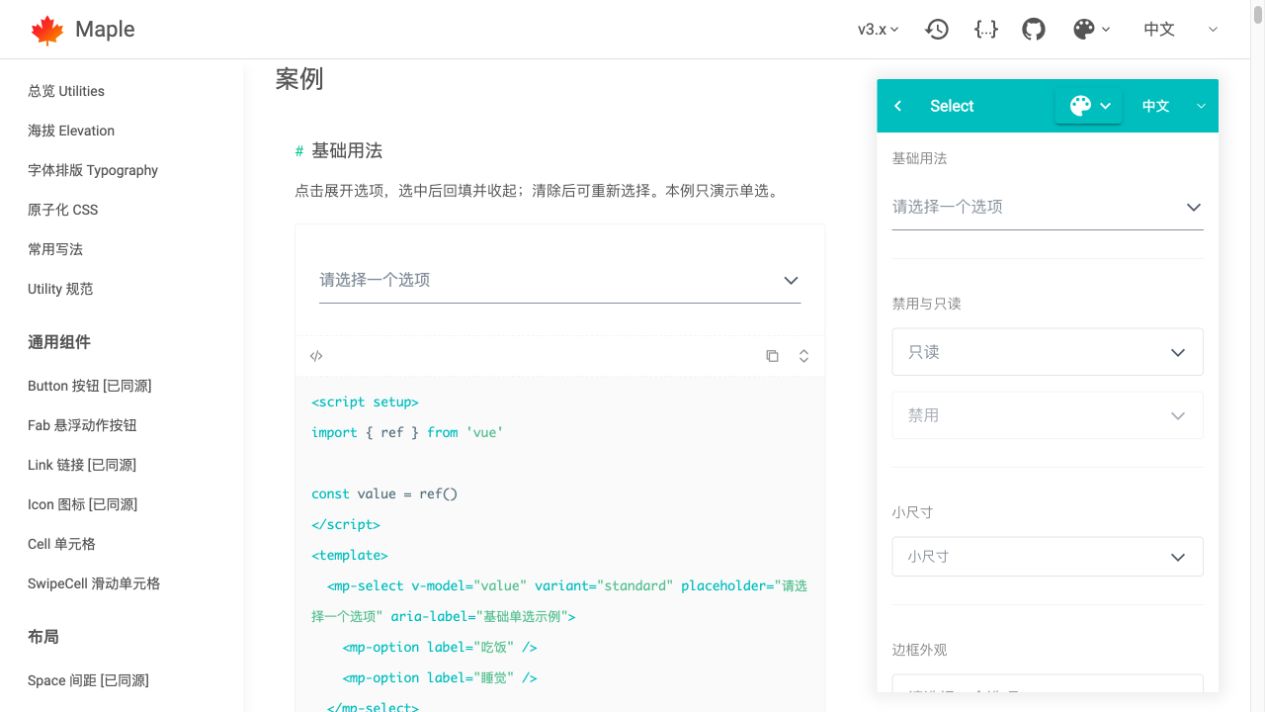 Maple
v3.x
中文
总览 Utilities
海拔 Elevation
字体排版 Typography
原子化 CSS
常用写法
Utility 规范
通用组件
Button 按钮 [已同源]
Fab 悬浮动作按钮
Link 链接 [已同源]
Icon 图标 [已同源]
Cell 单元格
SwipeCell 滑动单元格
布局
Space 间距 [已同源]
案例
# 基础用法
点击展开选项，选中后回填并收起；清除后可重新选择。本例只演示单选。
请选择一个选项
<script setup>
import { ref } from 'vue'
const value = ref()
</script>
<template>
<mp-select v-model="value" variant="standard" placeholder="请选
择一个选项" aria-label="基础单选示例">
<mp-option label="吃饭" />
<mp-option label="睡觉" />
</mp-select>
Select
中文
基础用法
请选择一个选项
禁用与只读
只读
禁用
小尺寸
小尺寸
边框外观